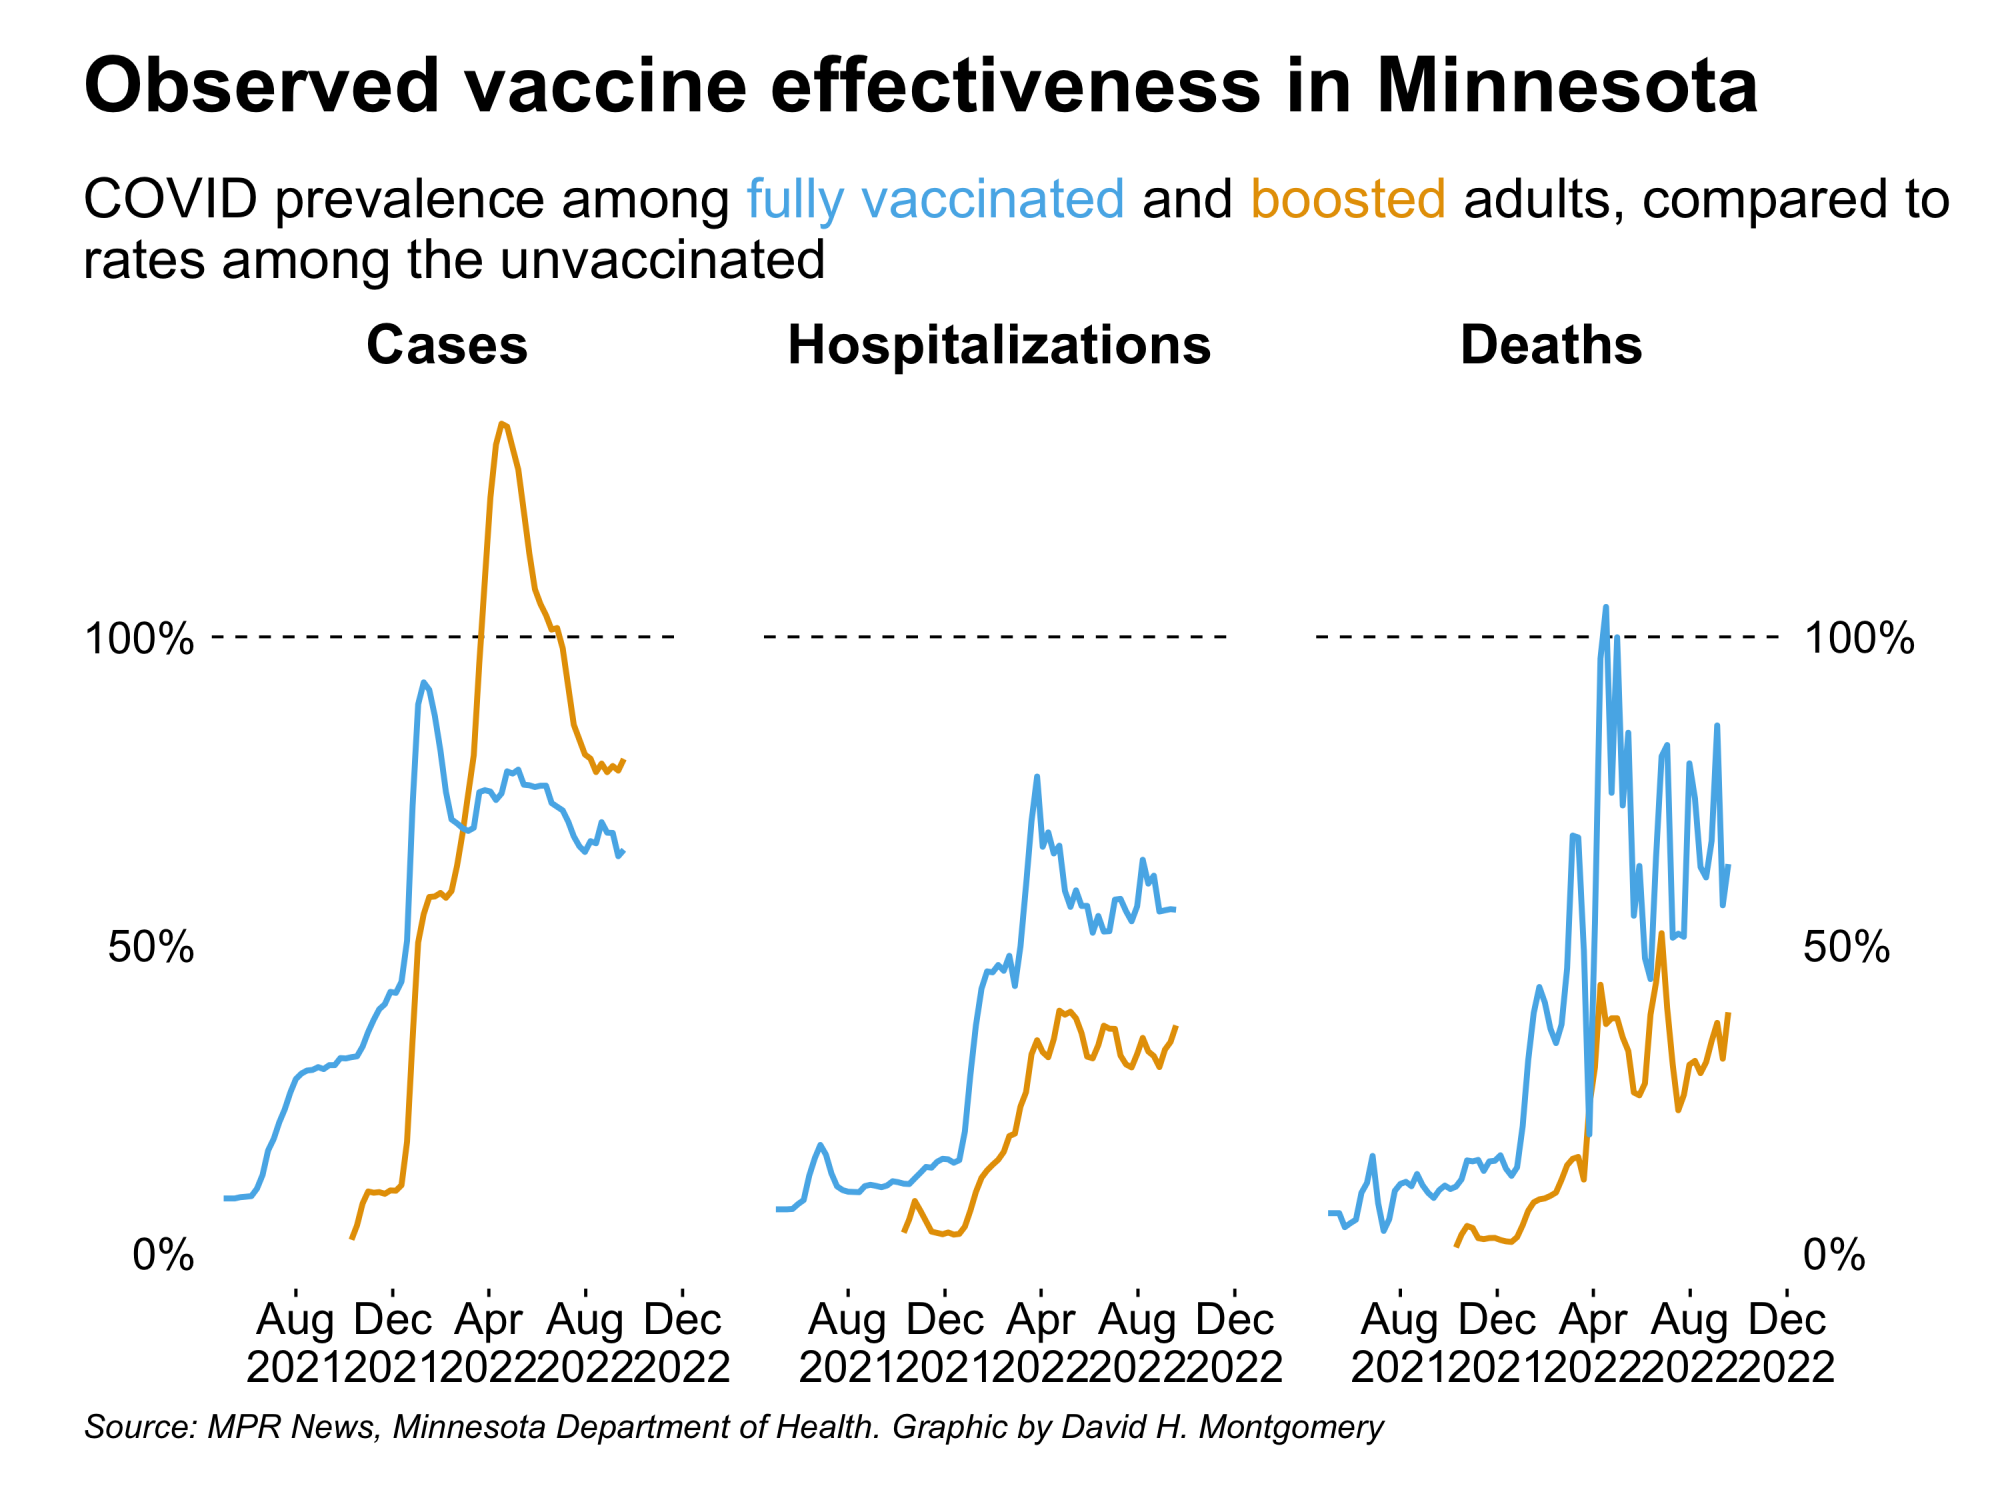 Observed vaccine effectiveness in Minnesota
COVID prevalence among fully vaccinated and boosted adults, compared to
rates among the unvaccinated
Cases Hospitalizations Deaths
100% 100%
50% 50%
0% 0%
Aug Dec Apr Aug Dec Aug Dec Apr Aug Dec Aug Dec Apr Aug Dec
2021 2021 2022 2022 2022 2021 2021 2022 2022 2022 2021 2021 2022 2022 2022
Source: MPR News, Minnesota Department of Health. Graphic by David H. Montgomery